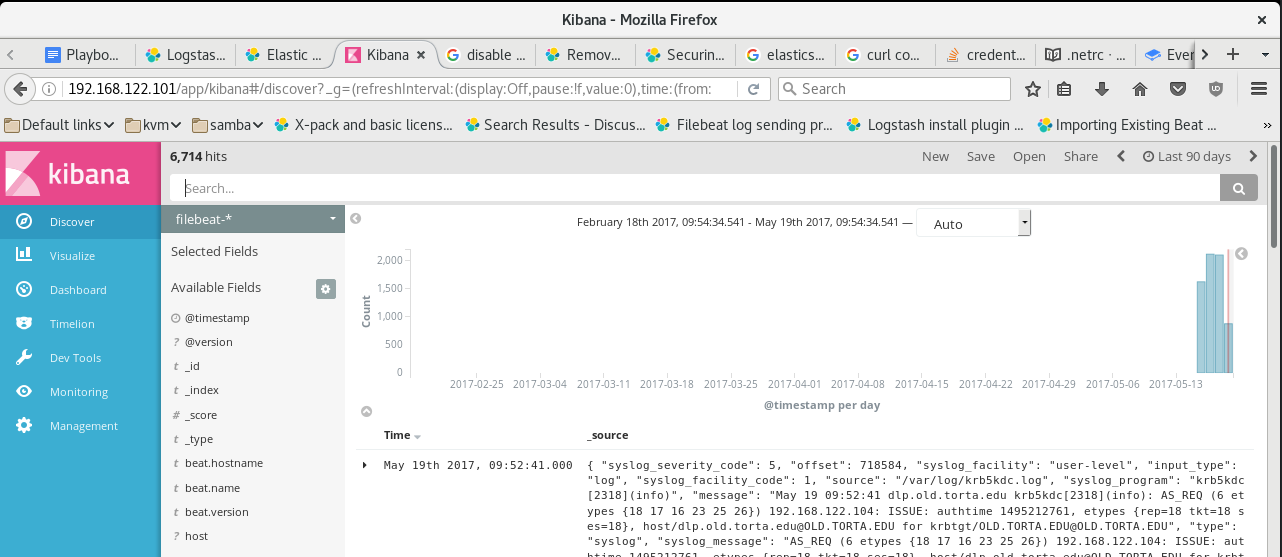 Kibana - Mozilla Firefox
Playbo... Logstas... Elastic ... Kibana disable ... Remov... Securin... elastics... curl co... credent... .netrc · ... Ever
192.168.122.101/app/kibana#/discover?_g=(refreshInterval:(display:Off,pause:!f,value:0),time:(from: Search
Default links kvm samba X-pack and basic licens... Search Results - Discus... Filebeat log sending pr... Logstash install plugin ... Importing Existing Beat ... »
kibana
6,714 hits New Save Open Share Last 90 days
Search...
Discover
Visualize
Dashboard
Timelion
Dev Tools
Monitoring
Management
filebeat-*
Selected Fields
Available Fields
@timestamp
? @version
t _id
t _index
# _score
t _type
t beat.hostname
t beat.name
t beat.version
t host
February 18th 2017, 09:54:34.541 - May 19th 2017, 09:54:34.541 — Auto
Count
2,000
1,500
1,000
500
0
2017-02-25 2017-03-04 2017-03-11 2017-03-18 2017-03-25 2017-04-01 2017-04-08 2017-04-15 2017-04-22 2017-04-29 2017-05-06 2017-05-13
@timestamp per day
Time _source
May 19th 2017, 09:52:41.000 { "syslog_severity_code": 5, "offset": 718584, "syslog_facility": "user-level", "input_type":
"log", "syslog_facility_code": 1, "source": "/var/log/krb5kdc.log", "syslog_program": "krb5kdc
[2318](info)", "message": "May 19 09:52:41 dlp.old.torta.edu krb5kdc[2318](info): AS_REQ (6 et
ypes {18 17 16 23 25 26}) 192.168.122.104: ISSUE: authtime 1495212761, etypes {rep=18 tkt=18 s
es=18}, host/dlp.old.torta.edu@OLD.TORTA.EDU for krbtgt/OLD.TORTA.EDU@OLD.TORTA.EDU", "type":
"syslog", "syslog_message": "AS_REQ (6 etypes {18 17 16 23 25 26}) 192.168.122.104: ISSUE: aut